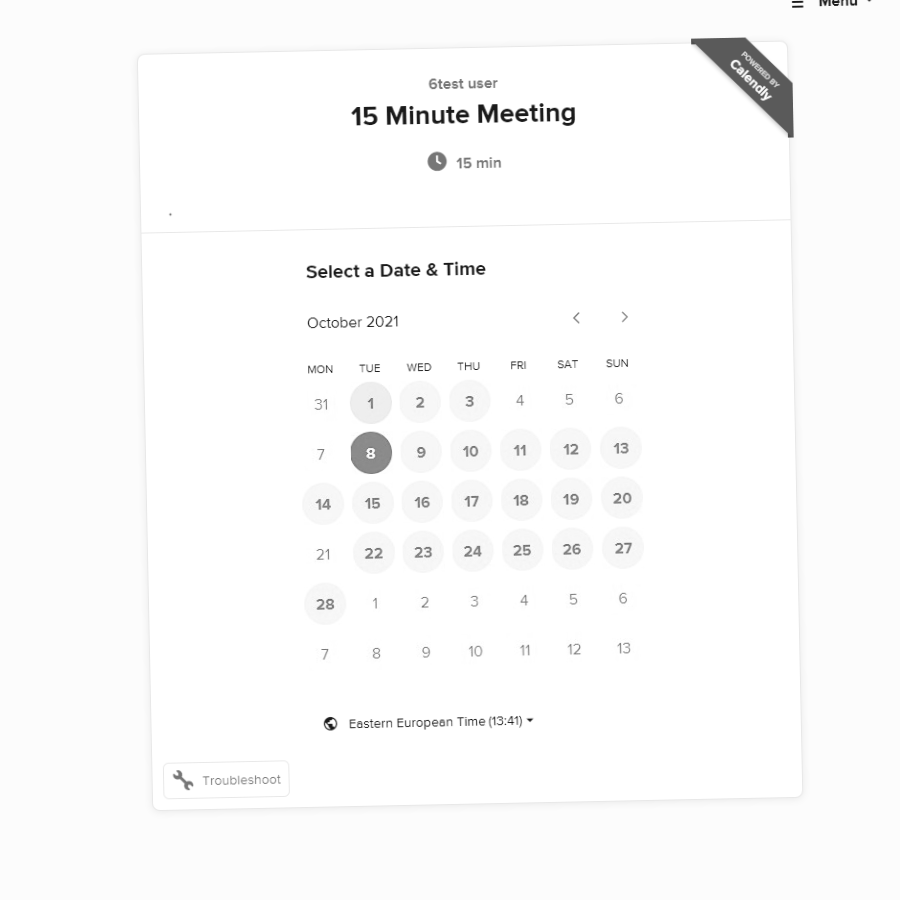 Menu
POWERED BY
Calendly
6test user
15 Minute Meeting
15 min
.
Select a Date & Time
October 2021
MON TUE WED THU FRI SAT SUN
31 1 2 3 4 5 6
7 8 9 10 11 12 13
14 15 16 17 18 19 20
21 22 23 24 25 26 27
28 1 2 3 4 5 6
7 8 9 10 11 12 13
Eastern European Time (13:41)
Troubleshoot